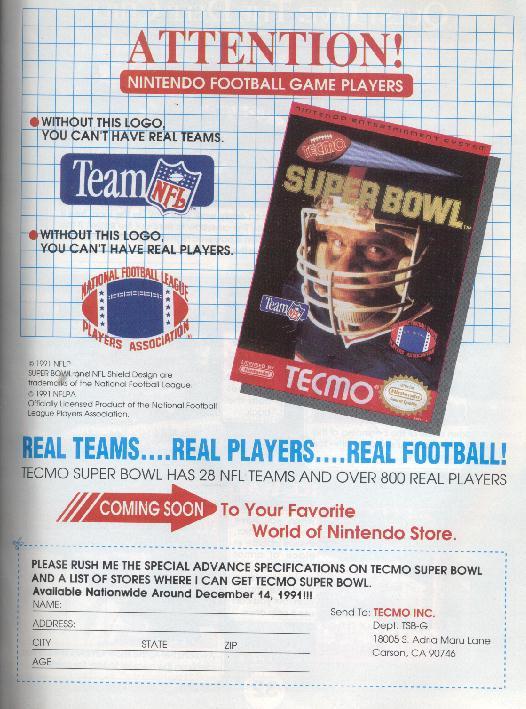 ATTENTION!
NINTENDO FOOTBALL GAME PLAYERS
WITHOUT THIS LOGO,
YOU CAN'T HAVE REAL TEAMS.
Team NFL
WITHOUT THIS LOGO,
YOU CAN'T HAVE REAL PLAYERS.
NATIONAL FOOTBALL LEAGUE
PLAYERS ASSOCIATION
NINTENDO ENTERTAINMENT SYSTEM
TECMO
SUPER BOWL
Team NFL
LICENSED BY
Nintendo
TECMO
Nintendo
© 1991 NFLP
SUPER BOWL and NFL Shield Design are
trademarks of the National Football League.
© 1991 NFLPA
Officially Licensed Product of the National Football
League Players Association.
REAL TEAMS....REAL PLAYERS....REAL FOOTBALL!
TECMO SUPER BOWL HAS 28 NFL TEAMS AND OVER 800 REAL PLAYERS
COMING SOON To Your Favorite
World of Nintendo Store.
PLEASE RUSH ME THE SPECIAL ADVANCE SPECIFICATIONS ON TECMO SUPER BOWL
AND A LIST OF STORES WHERE I CAN GET TECMO SUPER BOWL.
Available Nationwide Around December 14, 1991!!!
NAME:
ADDRESS:
CITY STATE ZIP
AGE
Send To: TECMO INC.
Dept. TSB-G
18005 S. Adria Maru Lane
Carson, CA 90746